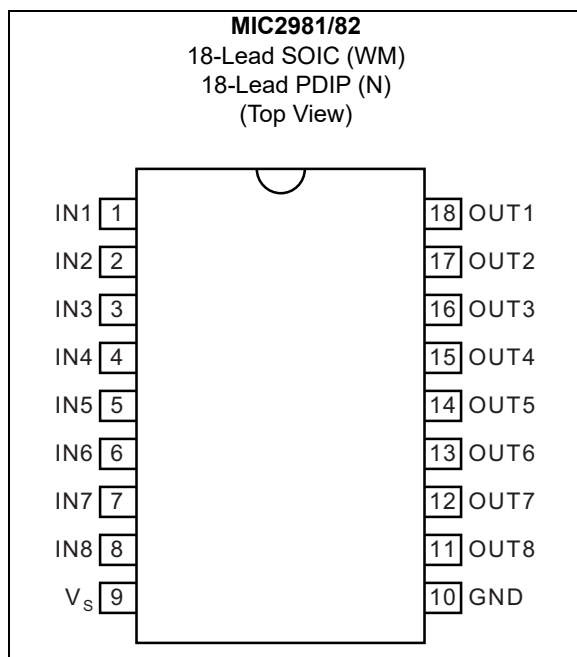 MIC2981/82
18-Lead SOIC (WM)
18-Lead PDIP (N)
(Top View)
IN1 1 18 OUT1
IN2 2 17 OUT2
IN3 3 16 OUT3
IN4 4 15 OUT4
IN5 5 14 OUT5
IN6 6 13 OUT6
IN7 7 12 OUT7
IN8 8 11 OUT8
VS 9 10 GND